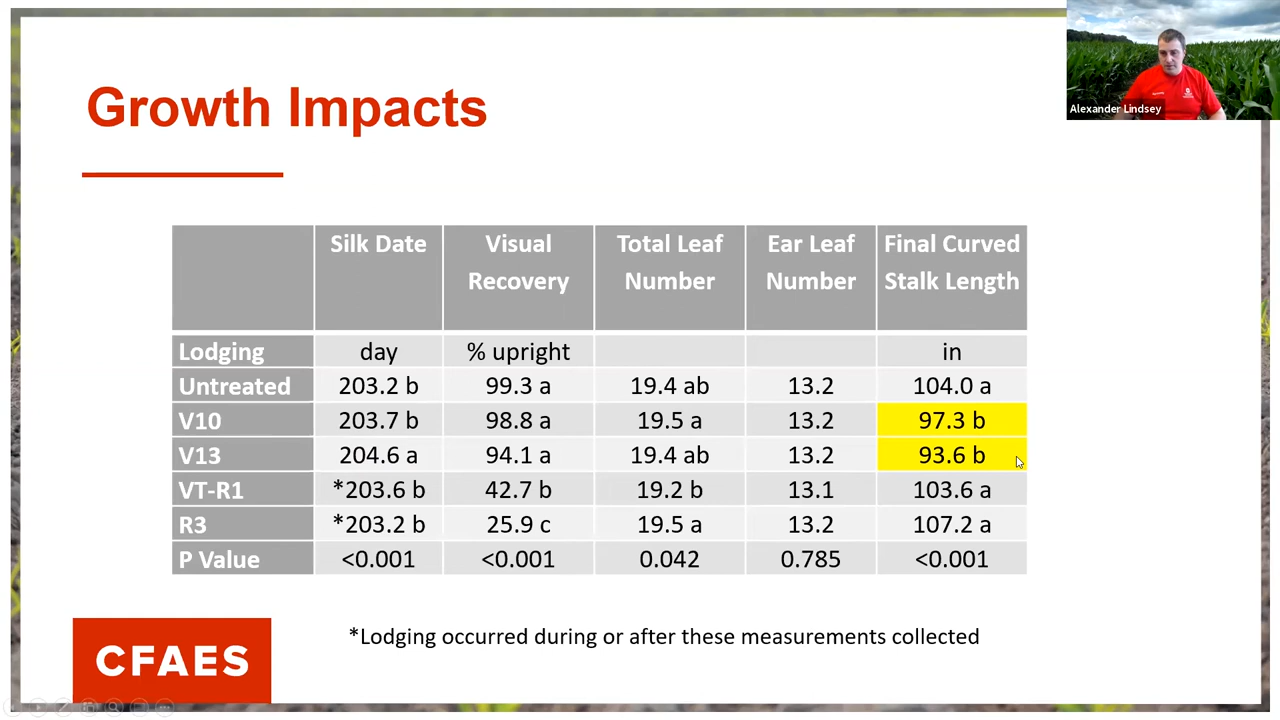 Alexander Lindsey
Growth Impacts
Silk Date Visual Recovery Total Leaf Number Ear Leaf Number Final Curved Stalk Length
Lodging day % upright in
Untreated 203.2 b 99.3 a 19.4 ab 13.2 104.0 a
V10 203.7 b 98.8 a 19.5 a 13.2 97.3 b
V13 204.6 a 94.1 a 19.4 ab 13.2 93.6 b
VT-R1 *203.6 b 42.7 b 19.2 b 13.1 103.6 a
R3 *203.2 b 25.9 c 19.5 a 13.2 107.2 a
P Value <0.001 <0.001 0.042 0.785 <0.001
*Lodging occurred during or after these measurements collected
CFAES